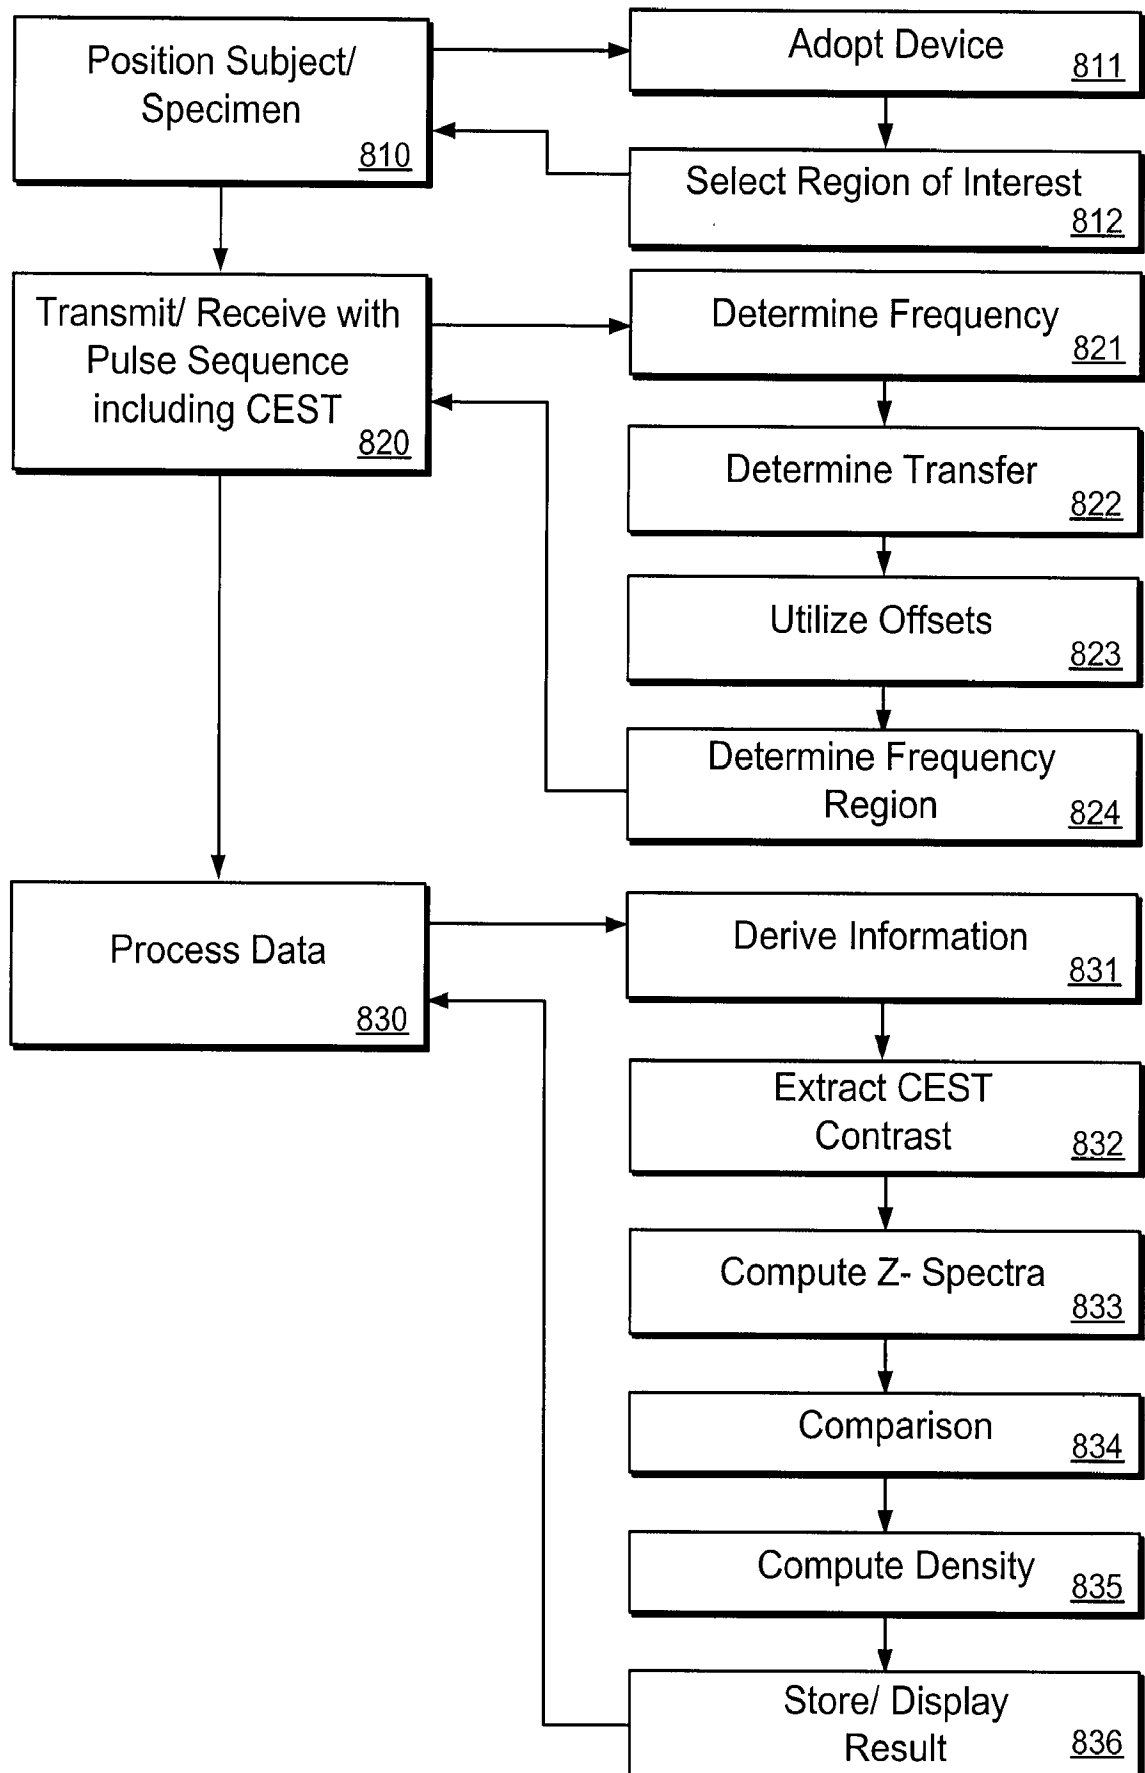 Position Subject/
Specimen
810
Adopt Device
811
Select Region of Interest
812
Transmit/ Receive with
Pulse Sequence
including CEST
820
Determine Frequency
821
Determine Transfer
822
Utilize Offsets
823
Determine Frequency
Region
824
Process Data
830
Derive Information
831
Extract CEST
Contrast
832
Compute Z- Spectra
833
Comparison
834
Compute Density
835
Store/ Display
Result
836